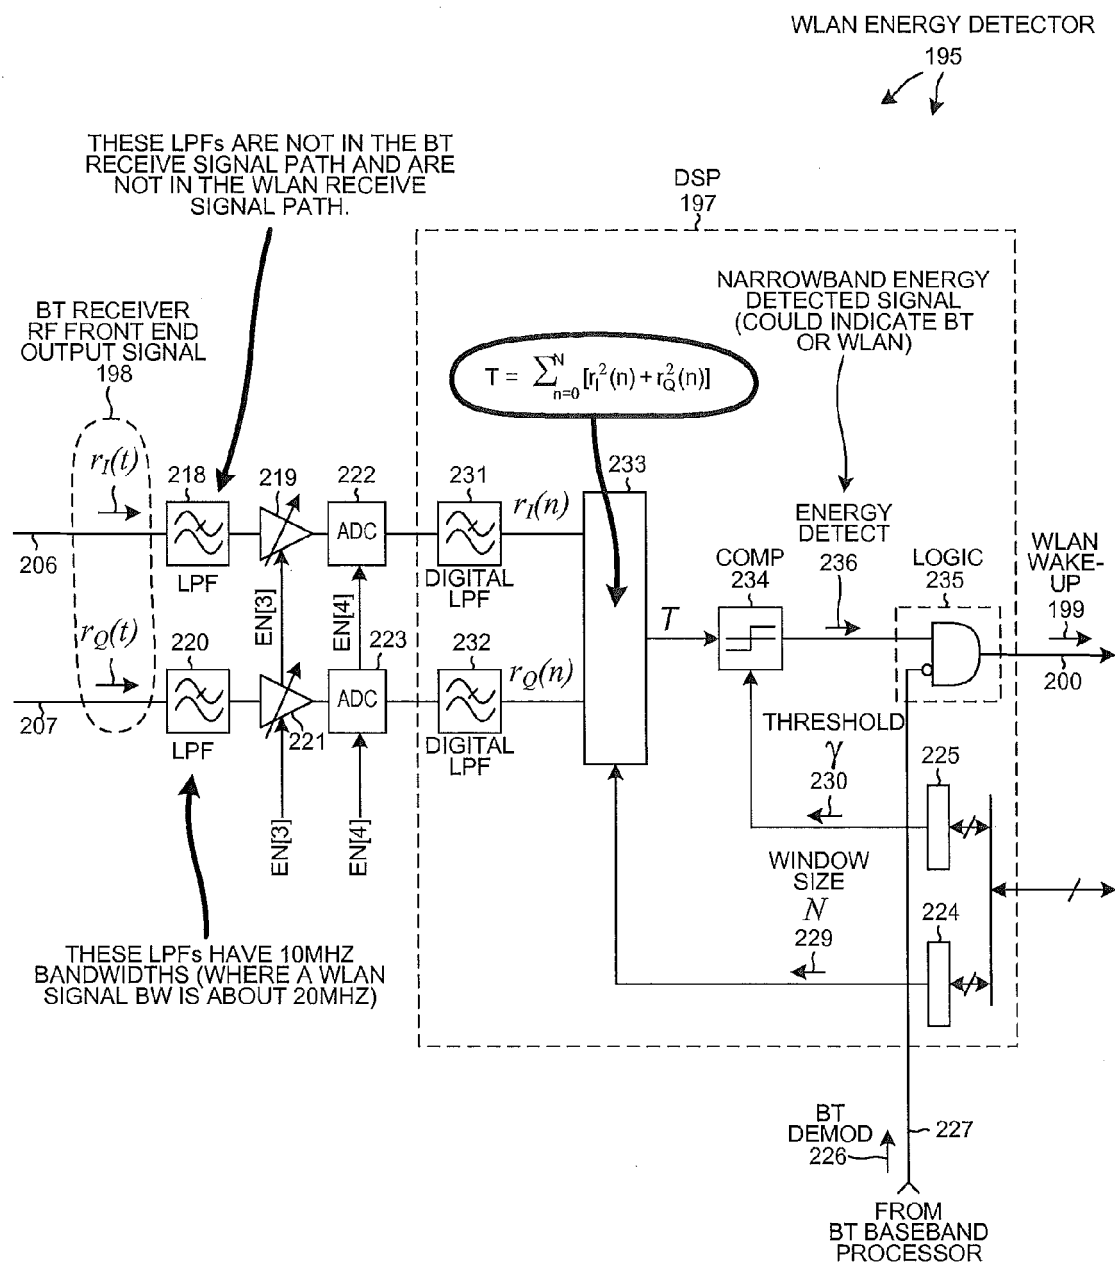 WLAN ENERGY DETECTOR
195
THESE LPFs ARE NOT IN THE BT
RECEIVE SIGNAL PATH AND ARE
NOT IN THE WLAN RECEIVE
SIGNAL PATH.
DSP
197
BT RECEIVER
RF FRONT END
OUTPUT SIGNAL
198
NARROWBAND ENERGY
DETECTED SIGNAL
(COULD INDICATE BT
OR WLAN)
T = ∑ᴺₙ₌₀ [r_I²(n) + r_Q²(n)]
r_I(t)
218
219
222
231
r_I(n)
233
ADC
206
LPF
DIGITAL
LPF
ENERGY
DETECT
236
COMP
234
LOGIC
235
WLAN
WAKE-
UP
199
200
EN[3]
EN[4]
T
r_Q(t)
220
223
232
r_Q(n)
ADC
207
LPF
221
DIGITAL
LPF
THRESHOLD
γ
230
225
EN[3]
EN[4]
WINDOW
SIZE
N
229
224
THESE LPFs HAVE 10MHZ
BANDWIDTHS (WHERE A WLAN
SIGNAL BW IS ABOUT 20MHZ)
BT
DEMOD
226
227
FROM
BT BASEBAND
PROCESSOR